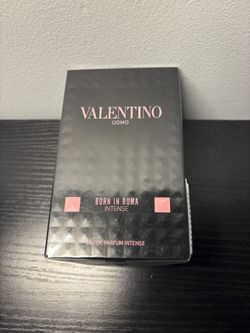 VALENTINO
UOMO
BORN IN ROMA
INTENSE
EAU DE PARFUM INTENSE